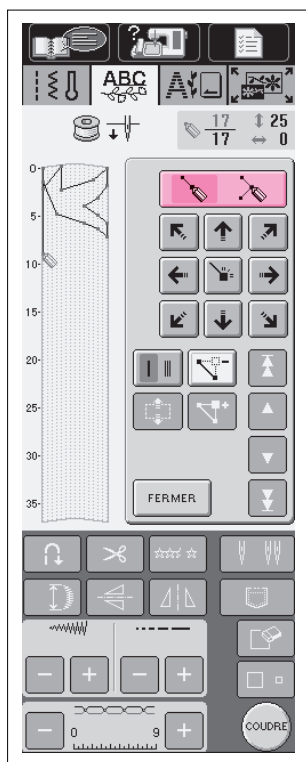 ABC
A
17 25
17 0
0-
5-
10-
15-
20-
25-
30-
35-
FERMER
0 9
COUDRE